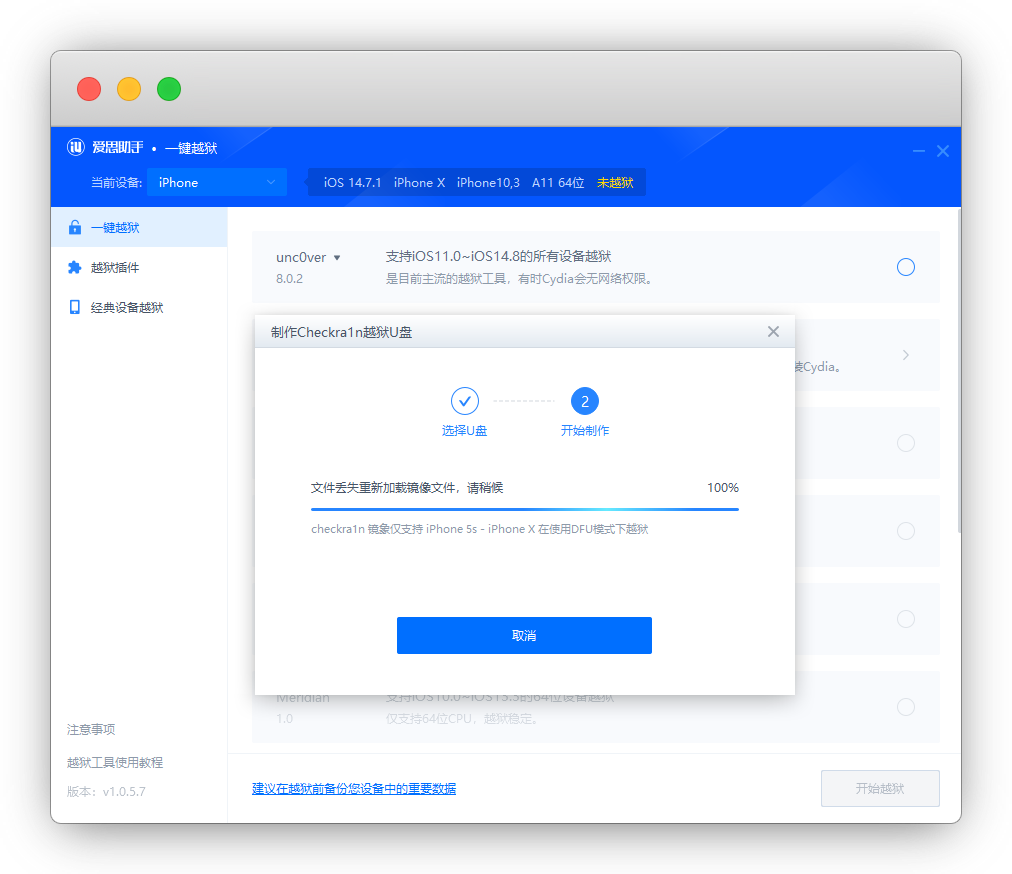 爱思助手 • 一键越狱
当前设备: iPhone iOS 14.7.1 iPhone X iPhone10,3 A11 64位 未越狱
一键越狱
越狱插件
经典设备越狱
unc0ver 支持iOS11.0~iOS14.8的所有设备越狱
8.0.2 是目前主流的越狱工具，有时Cydia会无网络权限。
装Cydia。
制作Checkra1n越狱U盘
2
选择U盘 开始制作
文件丢失重新加载镜像文件，请稍候 100%
checkra1n 镜象仅支持 iPhone 5s - iPhone X 在使用DFU模式下越狱
取消
Meridian 支持iOS10.0~iOS13.3的64位设备越狱
1.0 仅支持64位CPU，越狱稳定。
注意事项
越狱工具使用教程
版本：v1.0.5.7
建议在越狱前备份您设备中的重要数据
开始越狱